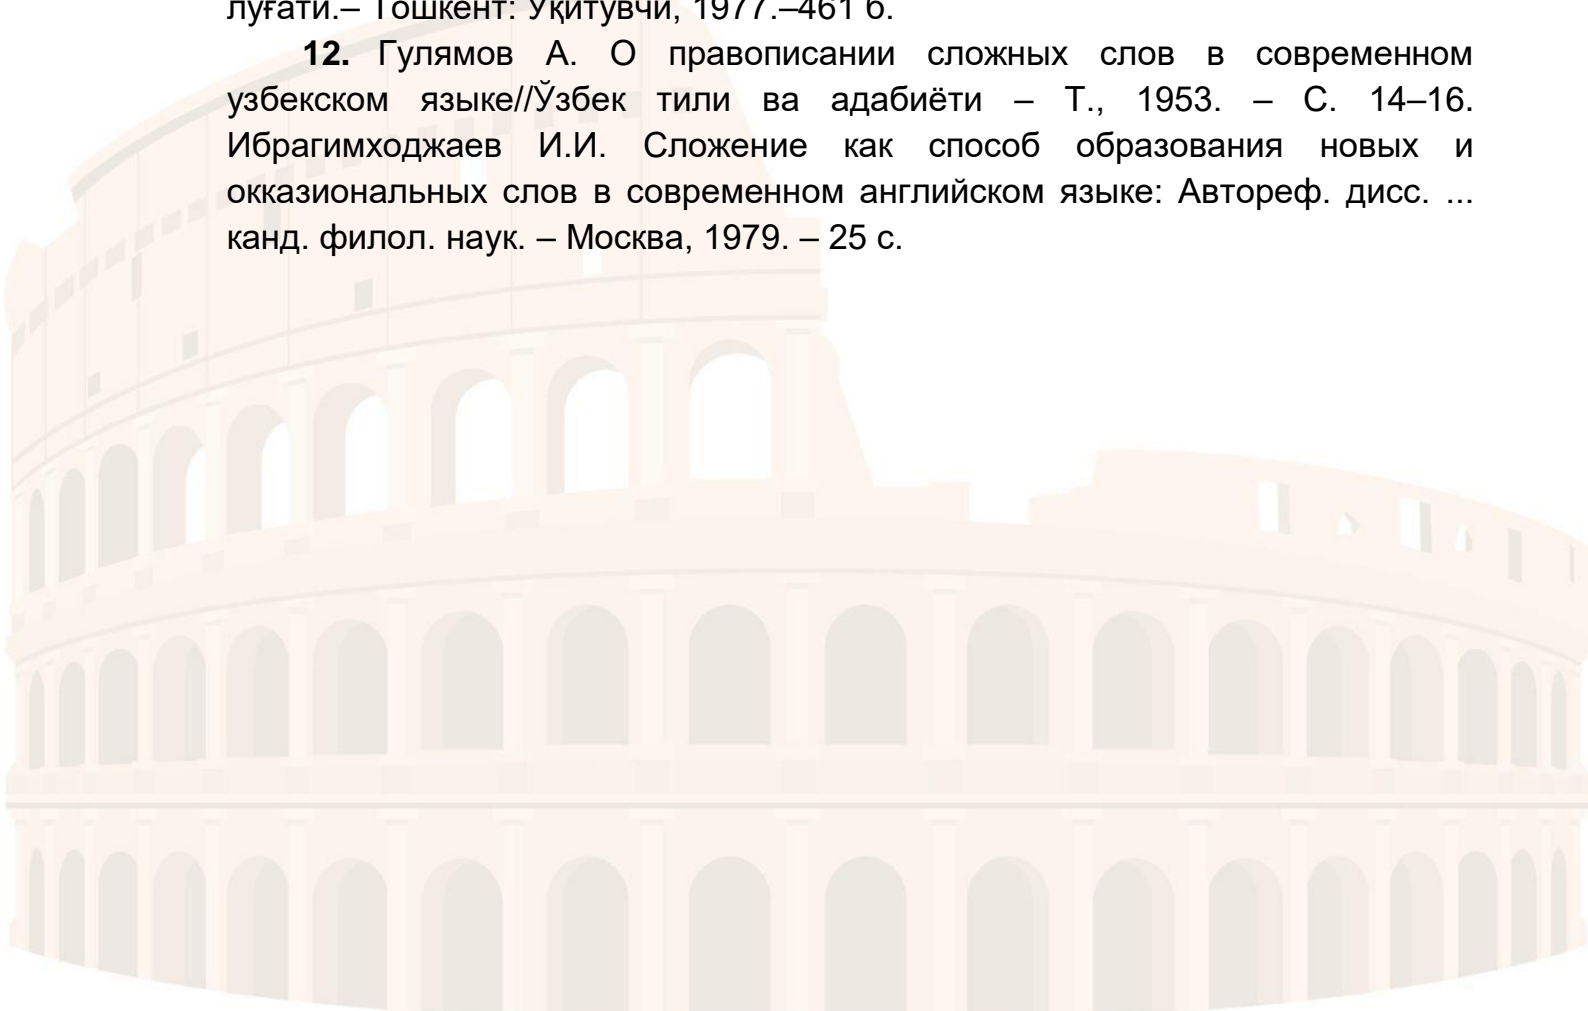 луғати.– Тошкент: Ўқитувчи, 1977.–461 б.
12. Гулямов А. О правописании сложных слов в современном
узбекском языке//Ўзбек тили ва адабиёти – Т., 1953. – С. 14–16.
Ибрагимходжаев И.И. Сложение как способ образования новых и
окказиональных слов в современном английском языке: Автореф. дисс. ...
канд. филол. наук. – Москва, 1979. – 25 с.